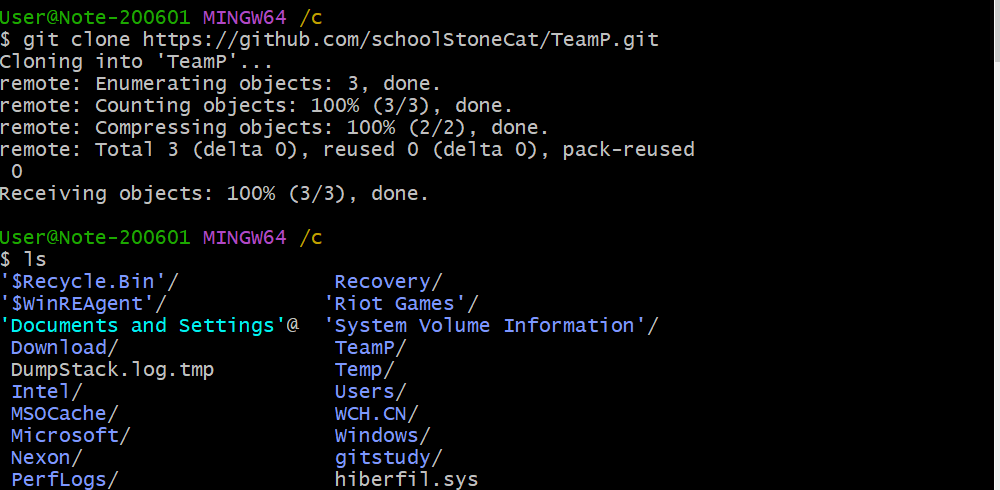 User@Note-200601 MINGW64 /c
$ git clone https://github.com/schoolStoneCat/TeamP.git
Cloning into 'TeamP'...
remote: Enumerating objects: 3, done.
remote: Counting objects: 100% (3/3), done.
remote: Compressing objects: 100% (2/2), done.
remote: Total 3 (delta 0), reused 0 (delta 0), pack-reused
0
Receiving objects: 100% (3/3), done.
User@Note-200601 MINGW64 /c
$ ls
'$Recycle.Bin'/ Recovery/
'$WinREAgent'/ 'Riot Games'/
'Documents and Settings'@ 'System Volume Information'/
Download/ TeamP/
DumpStack.log.tmp Temp/
Intel/ Users/
MSOCache/ WCH.CN/
Microsoft/ Windows/
Nexon/ gitstudy/
PerfLogs/ hiberfil.sys